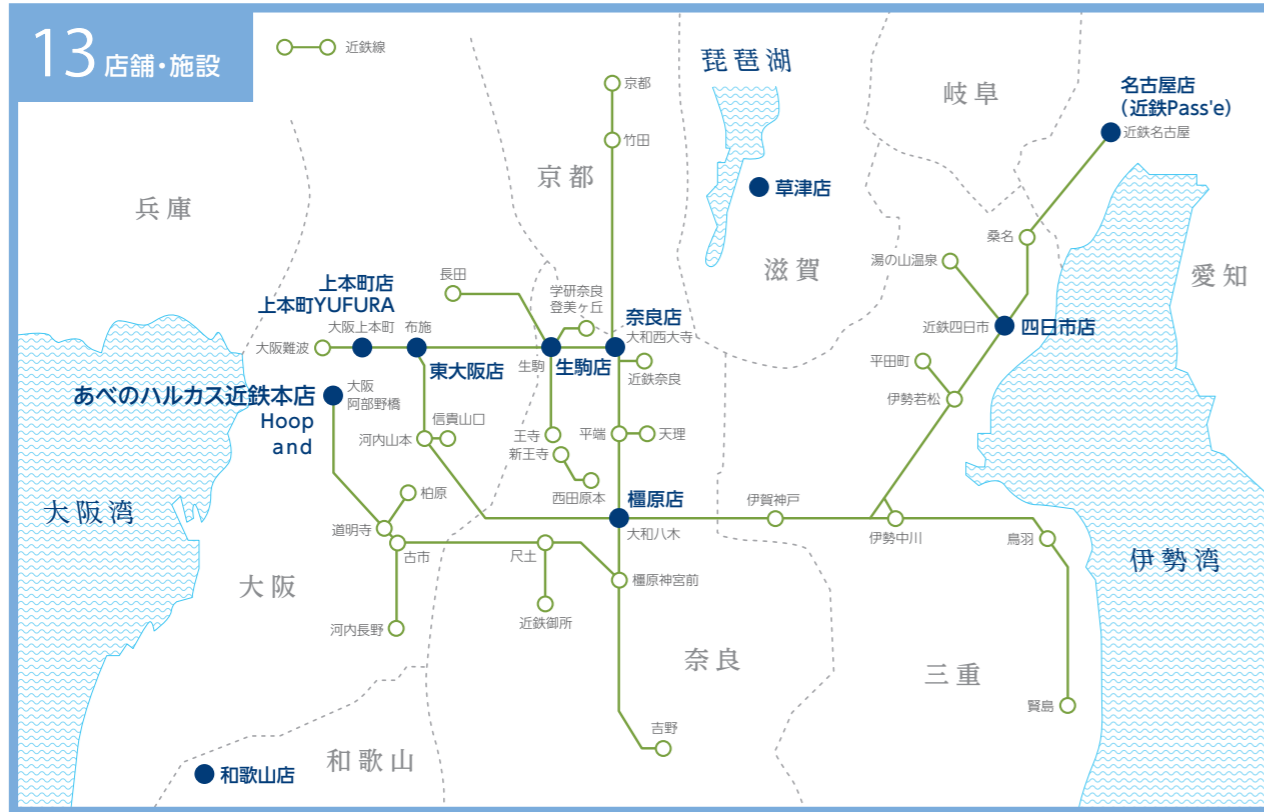 13 店舗・施設
近鉄線
京都
竹田
琵琶湖
草津店
岐阜
名古屋店
(近鉄Pass'e)
近鉄名古屋
兵庫
京都
滋賀
桑名
湯の山温泉
愛知
上本町店
上本町YUFURA
大阪上本町
布施
大阪難波
長田
学研奈良
登美ヶ丘
奈良店
大和西大寺
近鉄四日市
四日市店
東大阪店
生駒
生駒店
近鉄奈良
平田町
伊勢若松
あべのハルカス近鉄本店
Hoop
and
大阪
阿部野橋
信貴山口
河内山本
王寺
新王寺
西田原本
平端
天理
柏原
橿原店
大和八木
伊賀神戸
伊勢中川
鳥羽
大阪湾
道明寺
古市
尺土
橿原神宮前
伊勢湾
大阪
河内長野
近鉄御所
奈良
三重
賢島
吉野
和歌山
和歌山店